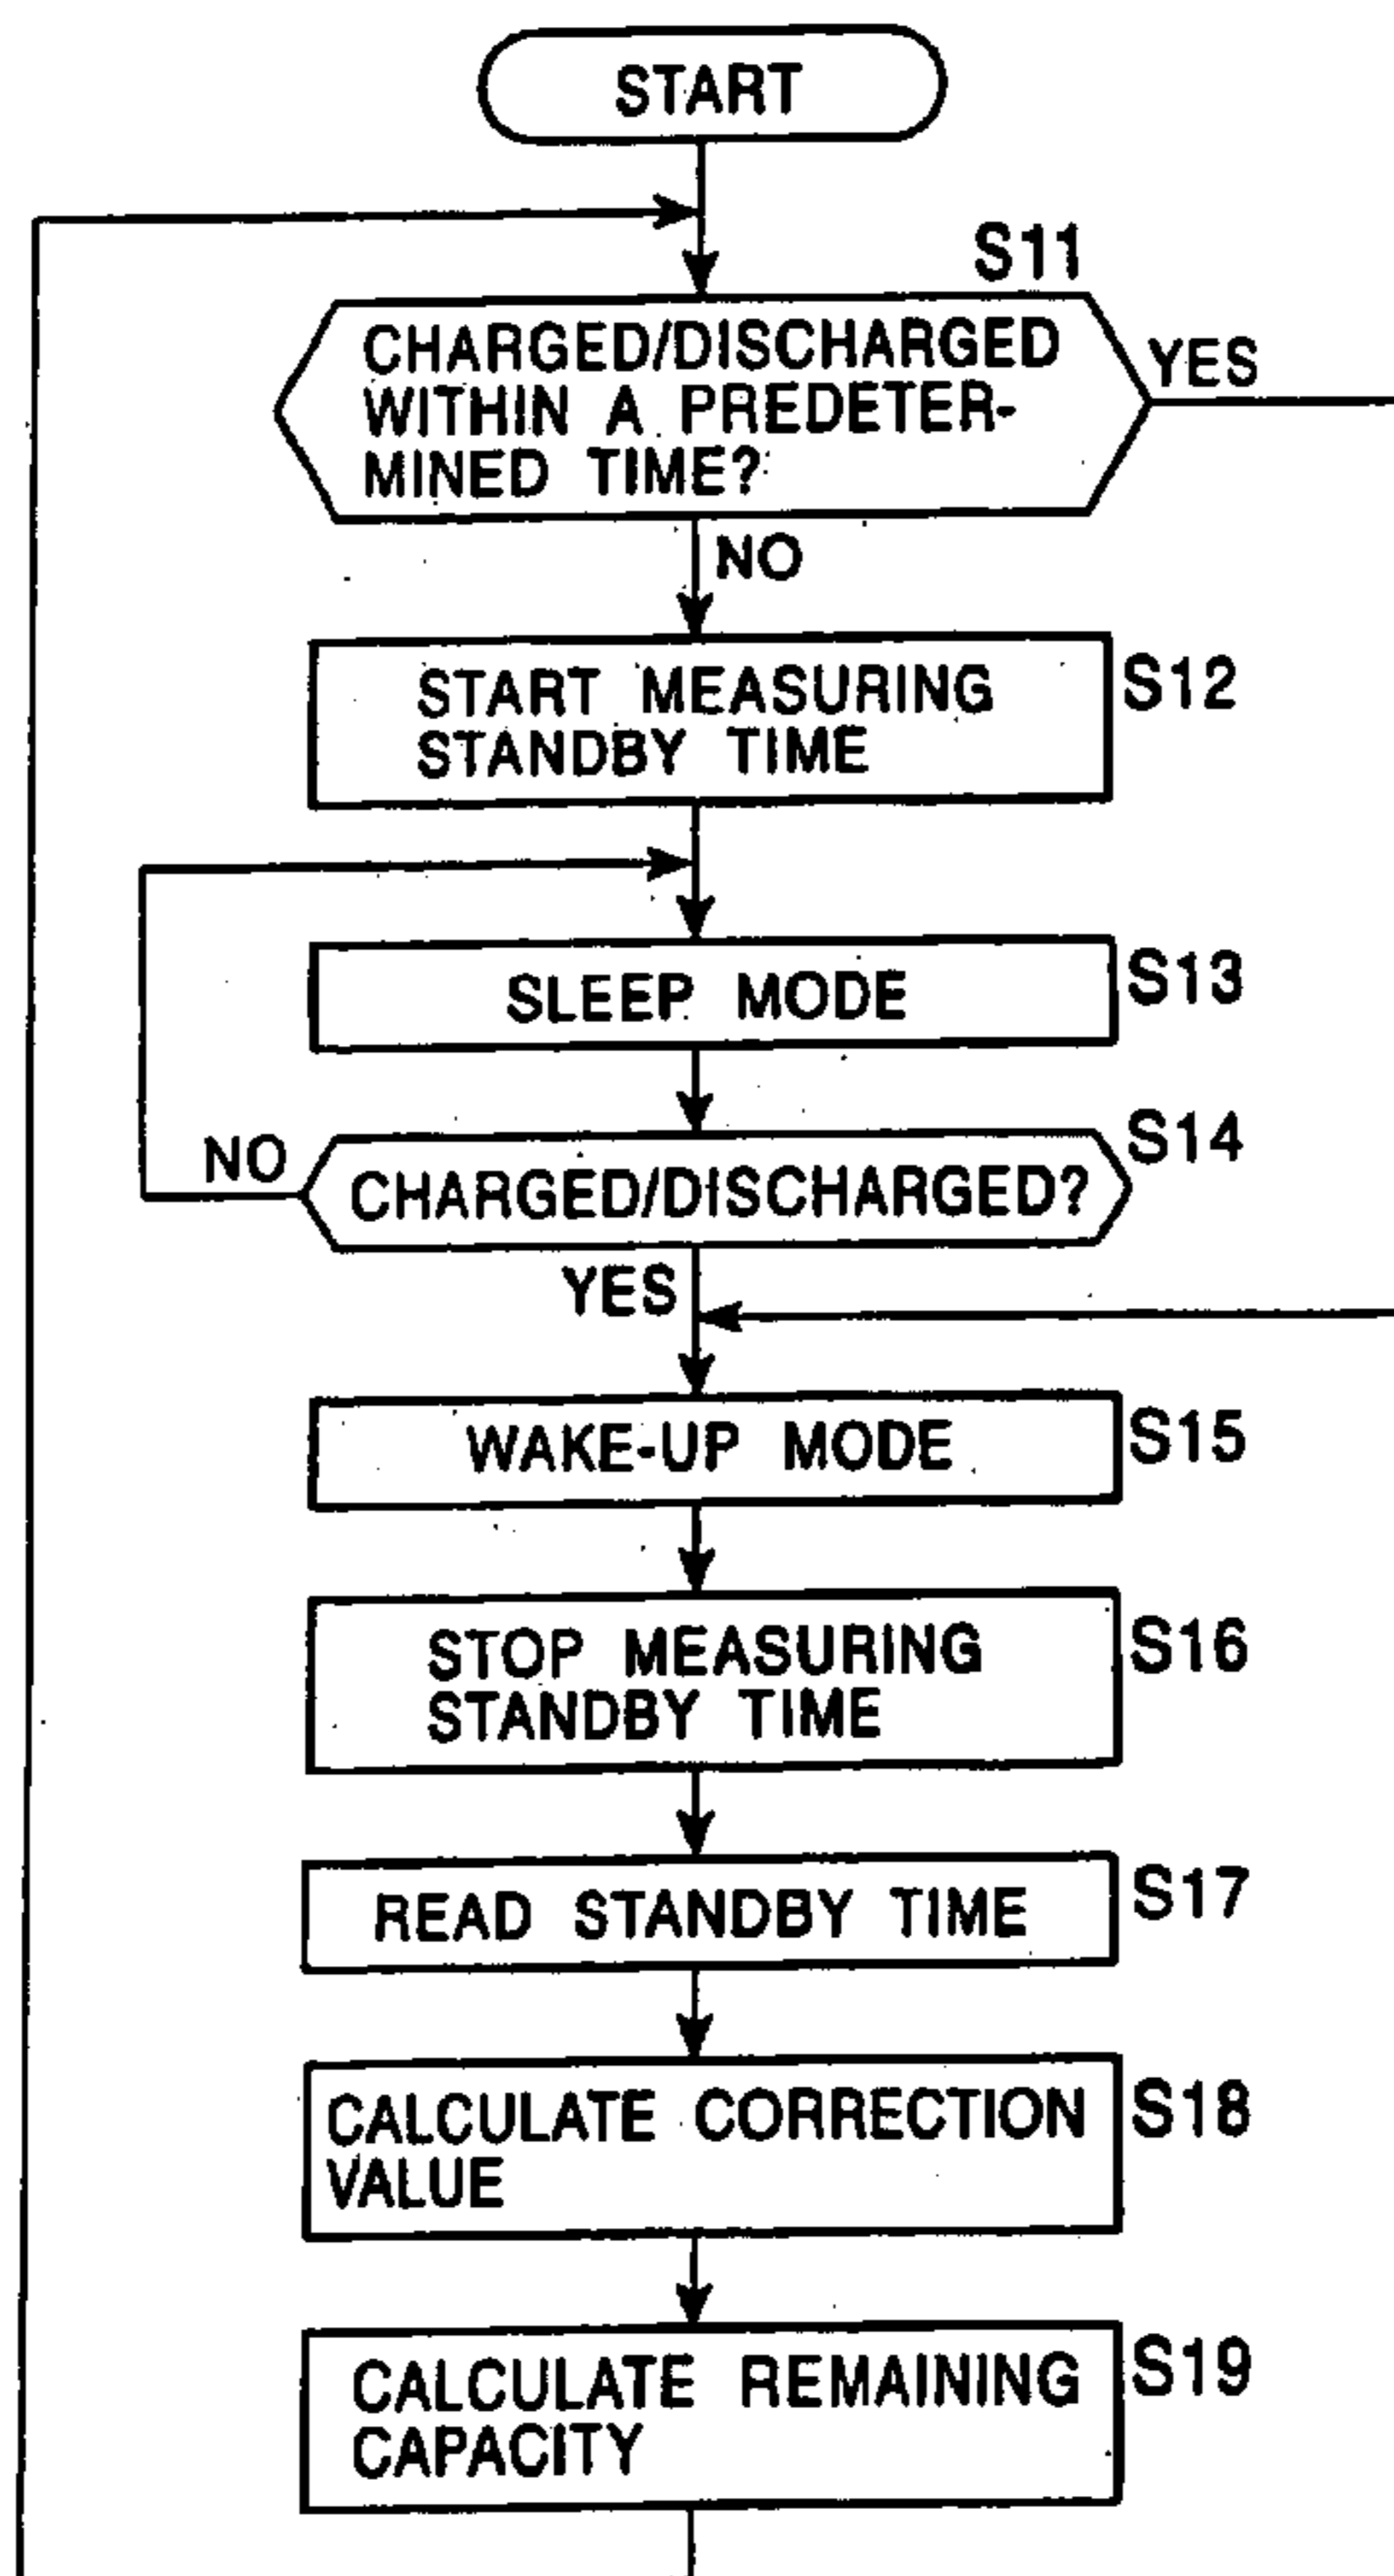 START
S11
CHARGED/DISCHARGED
WITHIN A PREDETER-
MINED TIME?
YES
NO
START MEASURING
STANDBY TIME
S12
SLEEP MODE
S13
S14
NO
CHARGED/DISCHARGED?
YES
WAKE-UP MODE
S15
STOP MEASURING
STANDBY TIME
S16
READ STANDBY TIME
S17
CALCULATE CORRECTION
VALUE
S18
CALCULATE REMAINING
CAPACITY
S19